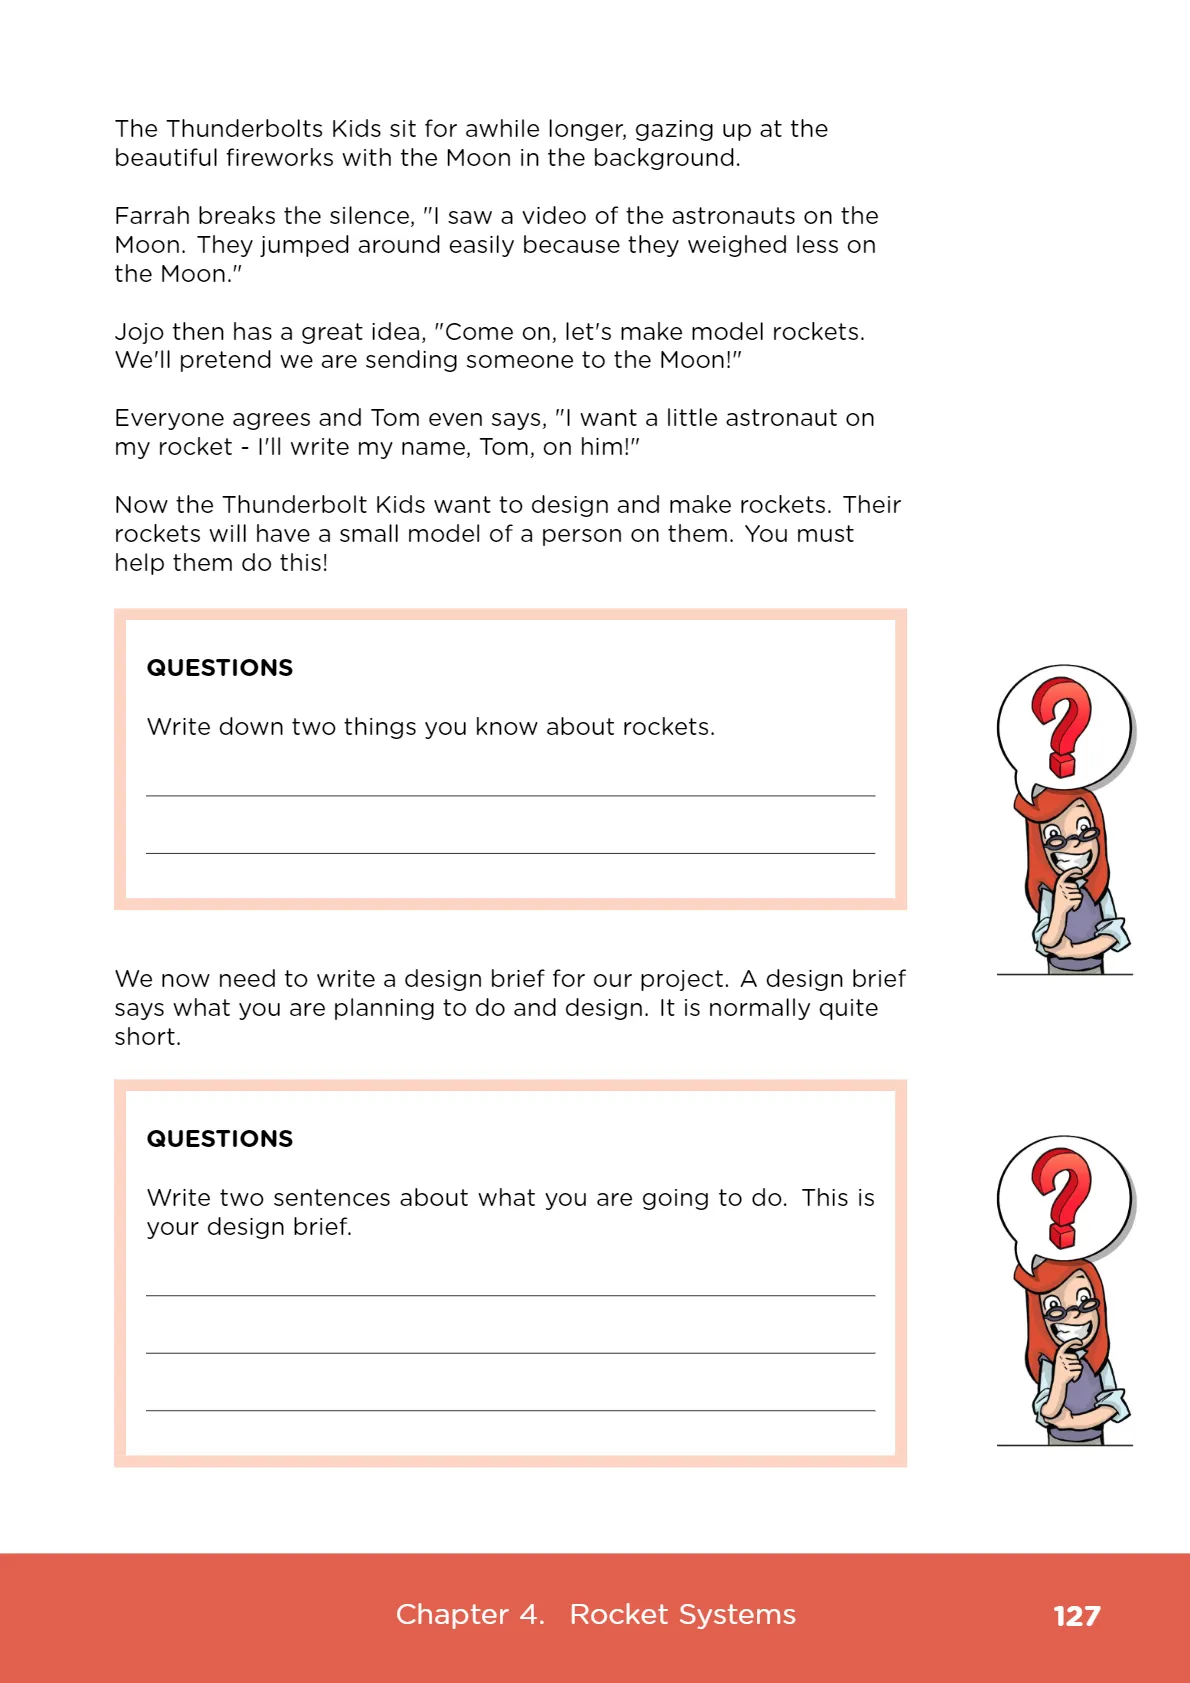 The Thunderbolts Kids sit for awhile longer, gazing up at the
beautiful fireworks with the Moon in the background.
Farrah breaks the silence, "I saw a video of the astronauts on the
Moon. They jumped around easily because they weighed less on
the Moon."
Jojo then has a great idea, "Come on, let's make model rockets.
We'll pretend we are sending someone to the Moon!"
Everyone agrees and Tom even says, "I want a little astronaut on
my rocket - I'll write my name, Tom, on him!"
Now the Thunderbolt Kids want to design and make rockets. Their
rockets will have a small model of a person on them. You must
help them do this!
QUESTIONS
Write down two things you know about rockets.
?
We now need to write a design brief for our project. A design brief
says what you are planning to do and design. It is normally quite
short.
QUESTIONS
Write two sentences about what you are going to do. This is
your design brief.
?
Chapter 4. Rocket Systems
127